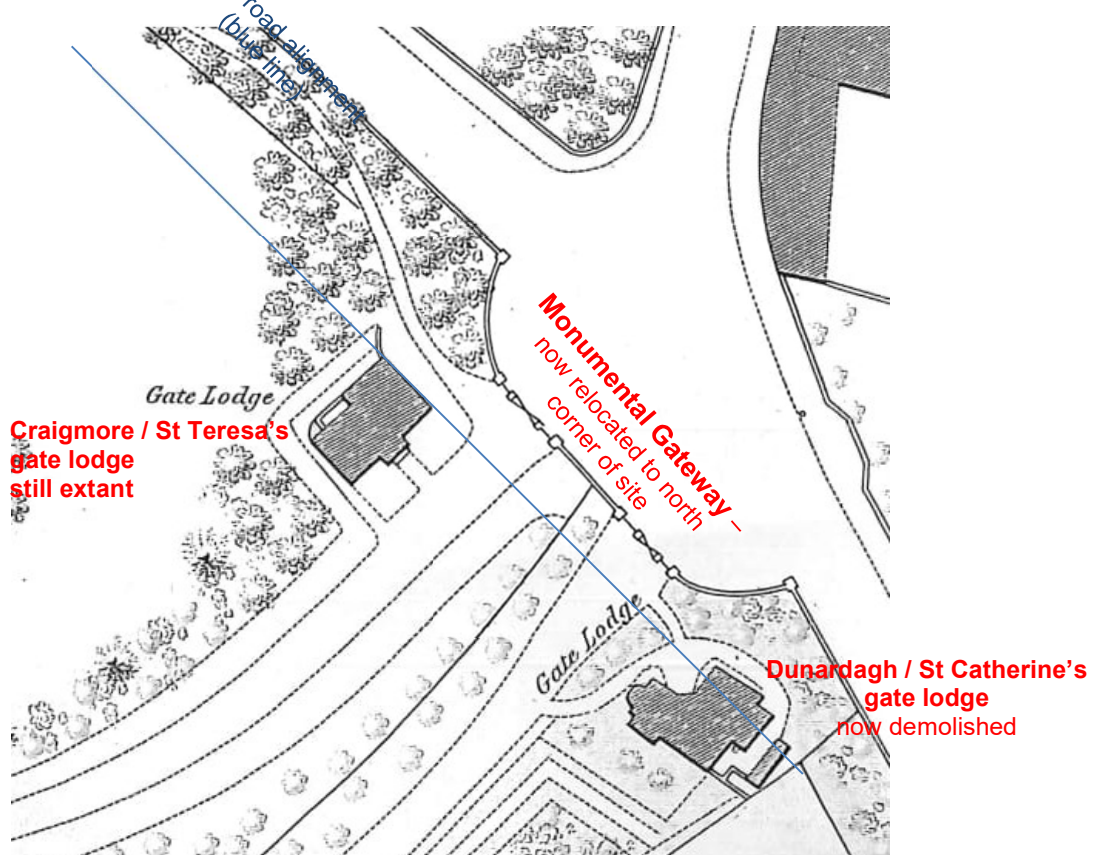 road alignment
(blue line)
Monumental Gateway –
now relocated to north
corner of site
Gate Lodge
Craigmore / St Teresa's
gate lodge
still extant
Gate Lodge
Dunardagh / St Catherine's
gate lodge
now demolished